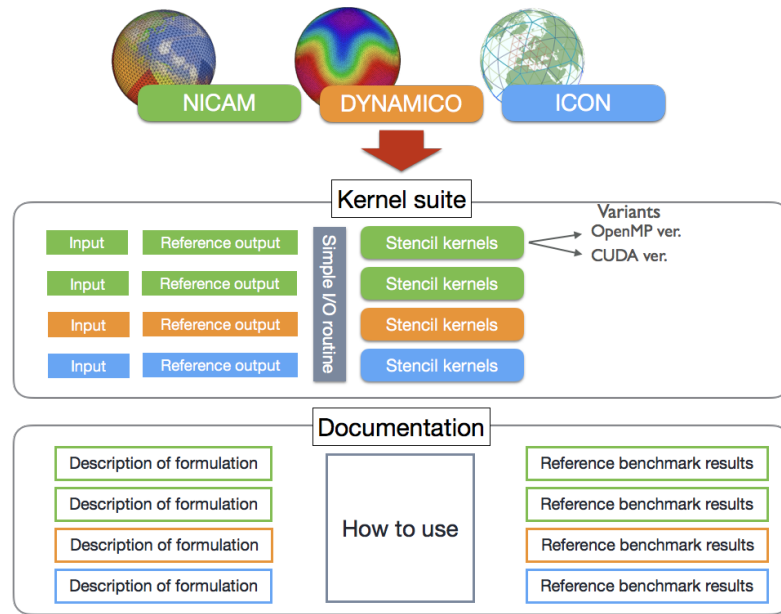 NICAM
DYNAMICO
ICON
Kernel suite
Variants
OpenMP ver.
CUDA ver.
Input
Reference output
Simple I/O routine
Stencil kernels
Input
Reference output
Stencil kernels
Input
Reference output
Stencil kernels
Input
Reference output
Stencil kernels
Documentation
Description of formulation
How to use
Reference benchmark results
Description of formulation
Reference benchmark results
Description of formulation
Reference benchmark results
Description of formulation
Reference benchmark results